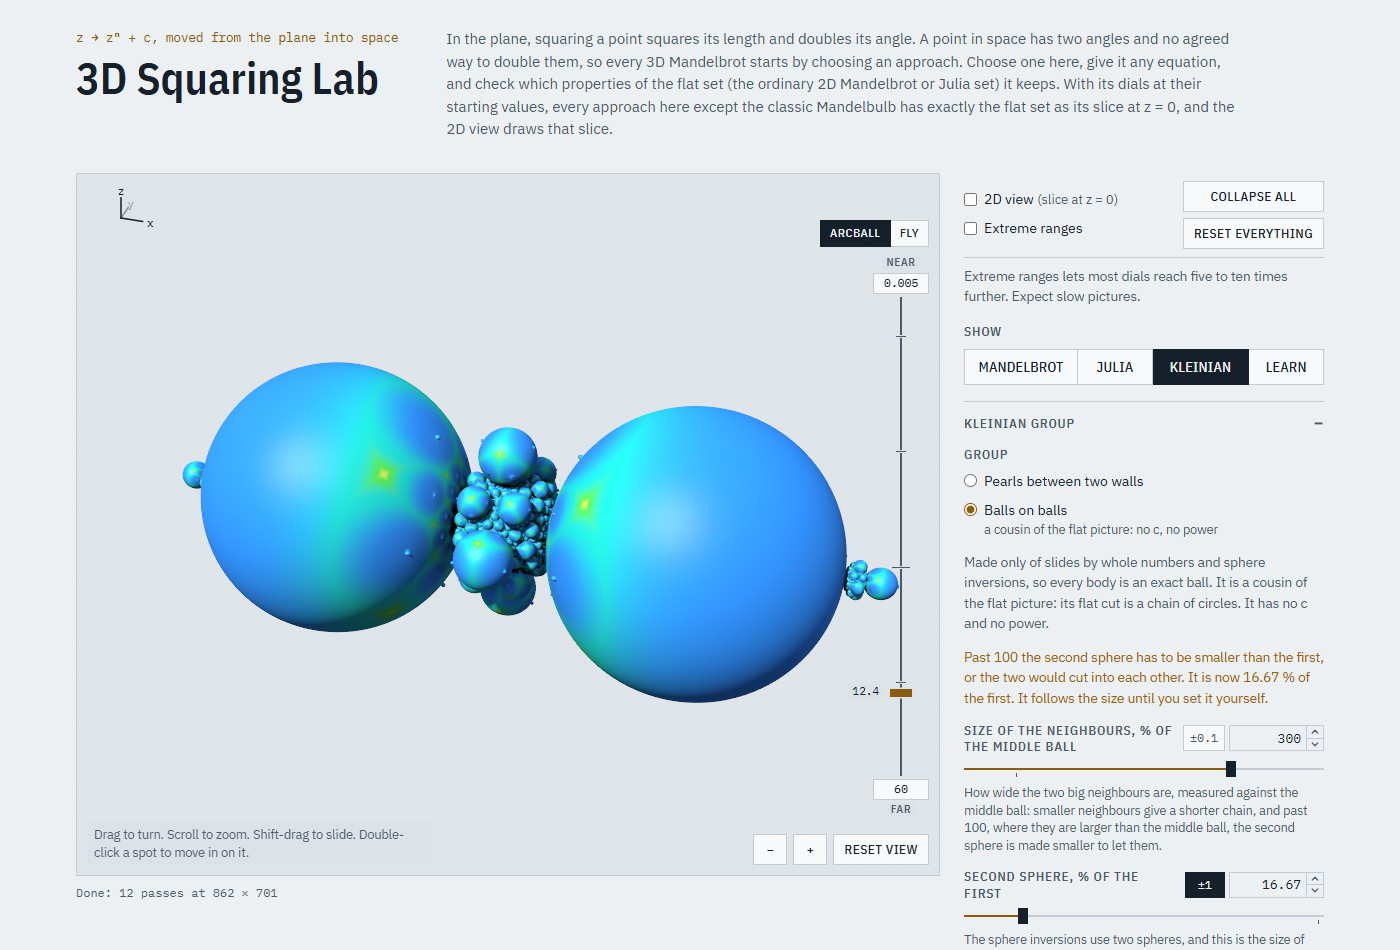 z → zⁿ + c, moved from the plane into space
3D Squaring Lab
In the plane, squaring a point squares its length and doubles its angle. A point in space has two angles and no agreed
way to double them, so every 3D Mandelbrot starts by choosing an approach. Choose one here, give it any equation,
and check which properties of the flat set (the ordinary 2D Mandelbrot or Julia set) it keeps. With its dials at their
starting values, every approach here except the classic Mandelbulb has exactly the flat set as its slice at z = 0, and the
2D view draws that slice.
z
y
x
ARCBALL FLY
NEAR
0.005
12.4
60
FAR
Drag to turn. Scroll to zoom. Shift-drag to slide. Double-
click a spot to move in on it.
− + RESET VIEW
Done: 12 passes at 862 × 701
2D view (slice at z = 0)
COLLAPSE ALL
Extreme ranges
RESET EVERYTHING
Extreme ranges lets most dials reach five to ten times
further. Expect slow pictures.
SHOW
MANDELBROT JULIA KLEINIAN LEARN
KLEINIAN GROUP −
GROUP
Pearls between two walls
Balls on balls
a cousin of the flat picture: no c, no power
Made only of slides by whole numbers and sphere
inversions, so every body is an exact ball. It is a cousin of
the flat picture: its flat cut is a chain of circles. It has no c
and no power.
Past 100 the second sphere has to be smaller than the first,
or the two would cut into each other. It is now 16.67 % of
the first. It follows the size until you set it yourself.
SIZE OF THE NEIGHBOURS, % OF
THE MIDDLE BALL
±0.1 300
How wide the two big neighbours are, measured against the
middle ball: smaller neighbours give a shorter chain, and past
100, where they are larger than the middle ball, the second
sphere is made smaller to let them.
SECOND SPHERE, % OF THE
FIRST
±1 16.67
The sphere inversions use two spheres, and this is the size of